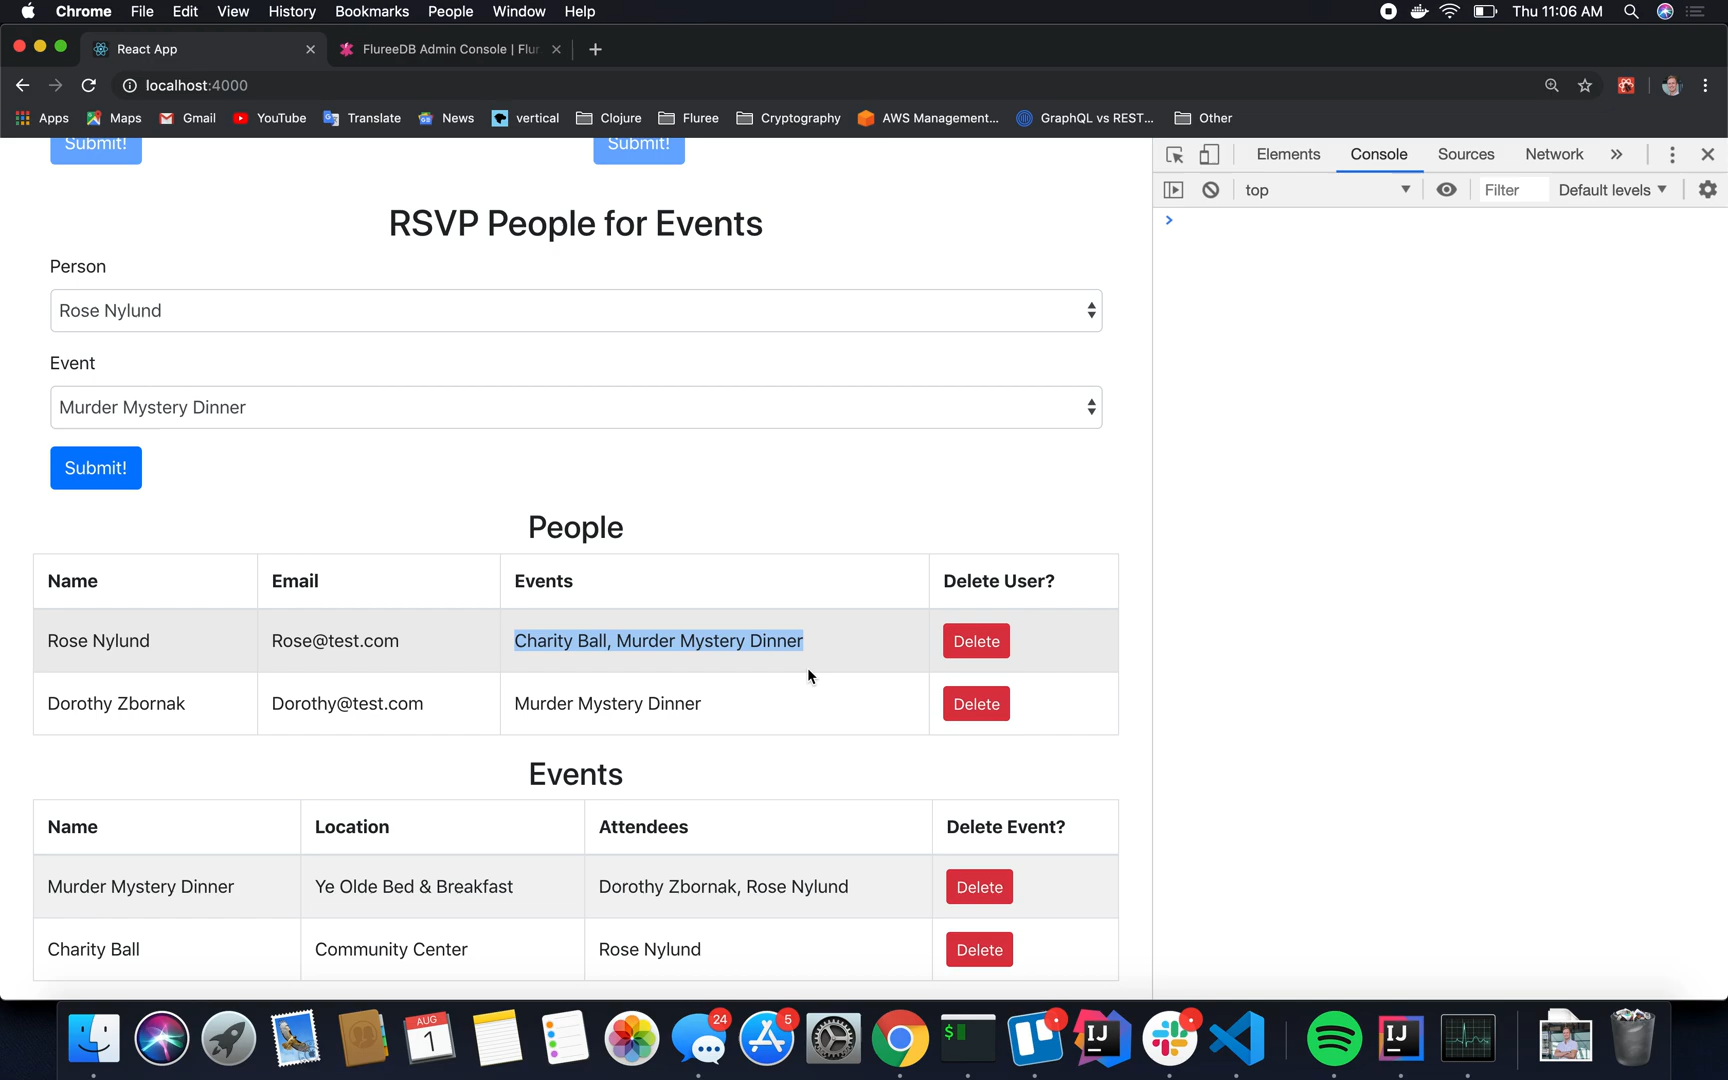 Chrome File Edit View History Bookmarks People Window Help Thu 11:06 AM
React App FlureeDB Admin Console | Flur
localhost:4000
Apps Maps Gmail YouTube Translate News vertical Clojure Fluree Cryptography AWS Management... GraphQL vs REST... Other
Submit! Submit!
Elements Console Sources Network »
top Filter Default levels
RSVP People for Events
Person
Rose Nylund
Event
Murder Mystery Dinner
Submit!
People
Name Email Events Delete User?
Rose Nylund Rose@test.com Charity Ball, Murder Mystery Dinner Delete
Dorothy Zbornak Dorothy@test.com Murder Mystery Dinner Delete
Events
Name Location Attendees Delete Event?
Murder Mystery Dinner Ye Olde Bed & Breakfast Dorothy Zbornak, Rose Nylund Delete
Charity Ball Community Center Rose Nylund Delete
AUG 24 5 $
1 IJ IJ